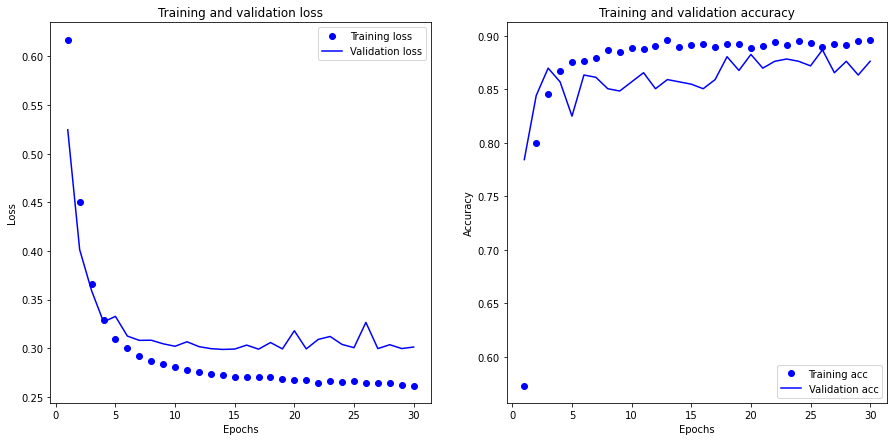 Training and validation loss
Training loss
Validation loss
Loss
0.60
0.55
0.50
0.45
0.40
0.35
0.30
0.25
0
5
10
15
20
25
30
Epochs
Training and validation accuracy
Accuracy
0.90
0.85
0.80
0.75
0.70
0.65
0.60
Training acc
Validation acc
0
5
10
15
20
25
30
Epochs